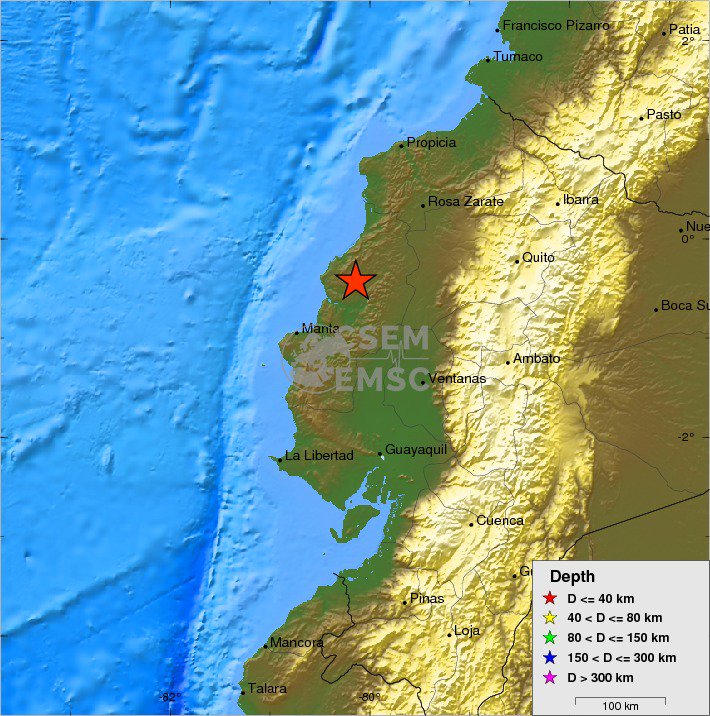 Francisco Pizarro
Patia
2°
Tumaco
Pasto
Propicia
Rosa Zarate
Ibarra
Nue
0°
Quito
Boca Su
Manta
CSEM
EMSC
Ambato
Ventanas
-2°
Guayaquil
La Libertad
Cuenca
Gu
Depth
D <= 40 km
40 < D <= 80 km
80 < D <= 150 km
150 < D <= 300 km
D > 300 km
100 km
Pinas
Loja
Mancora
Talara
-82°
-80°